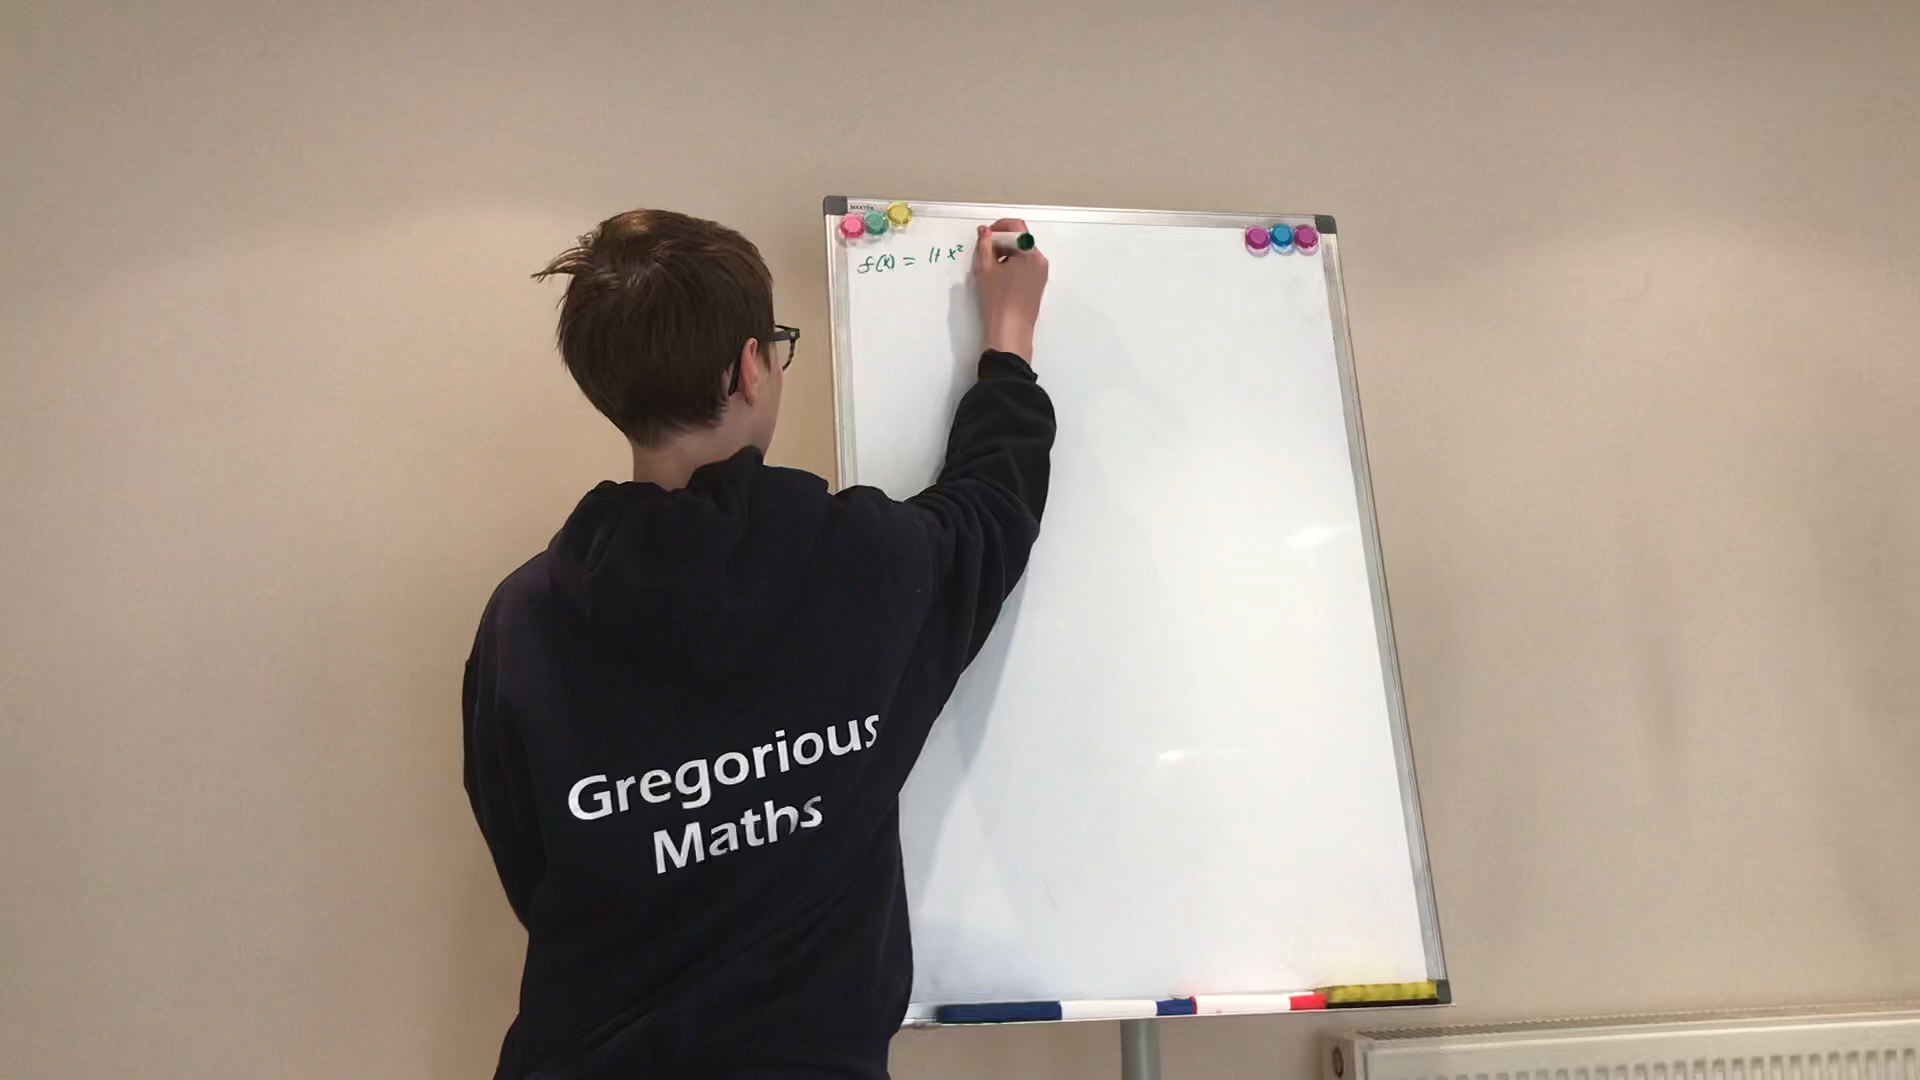 f(x) = 1+ x²
Gregorious
Maths